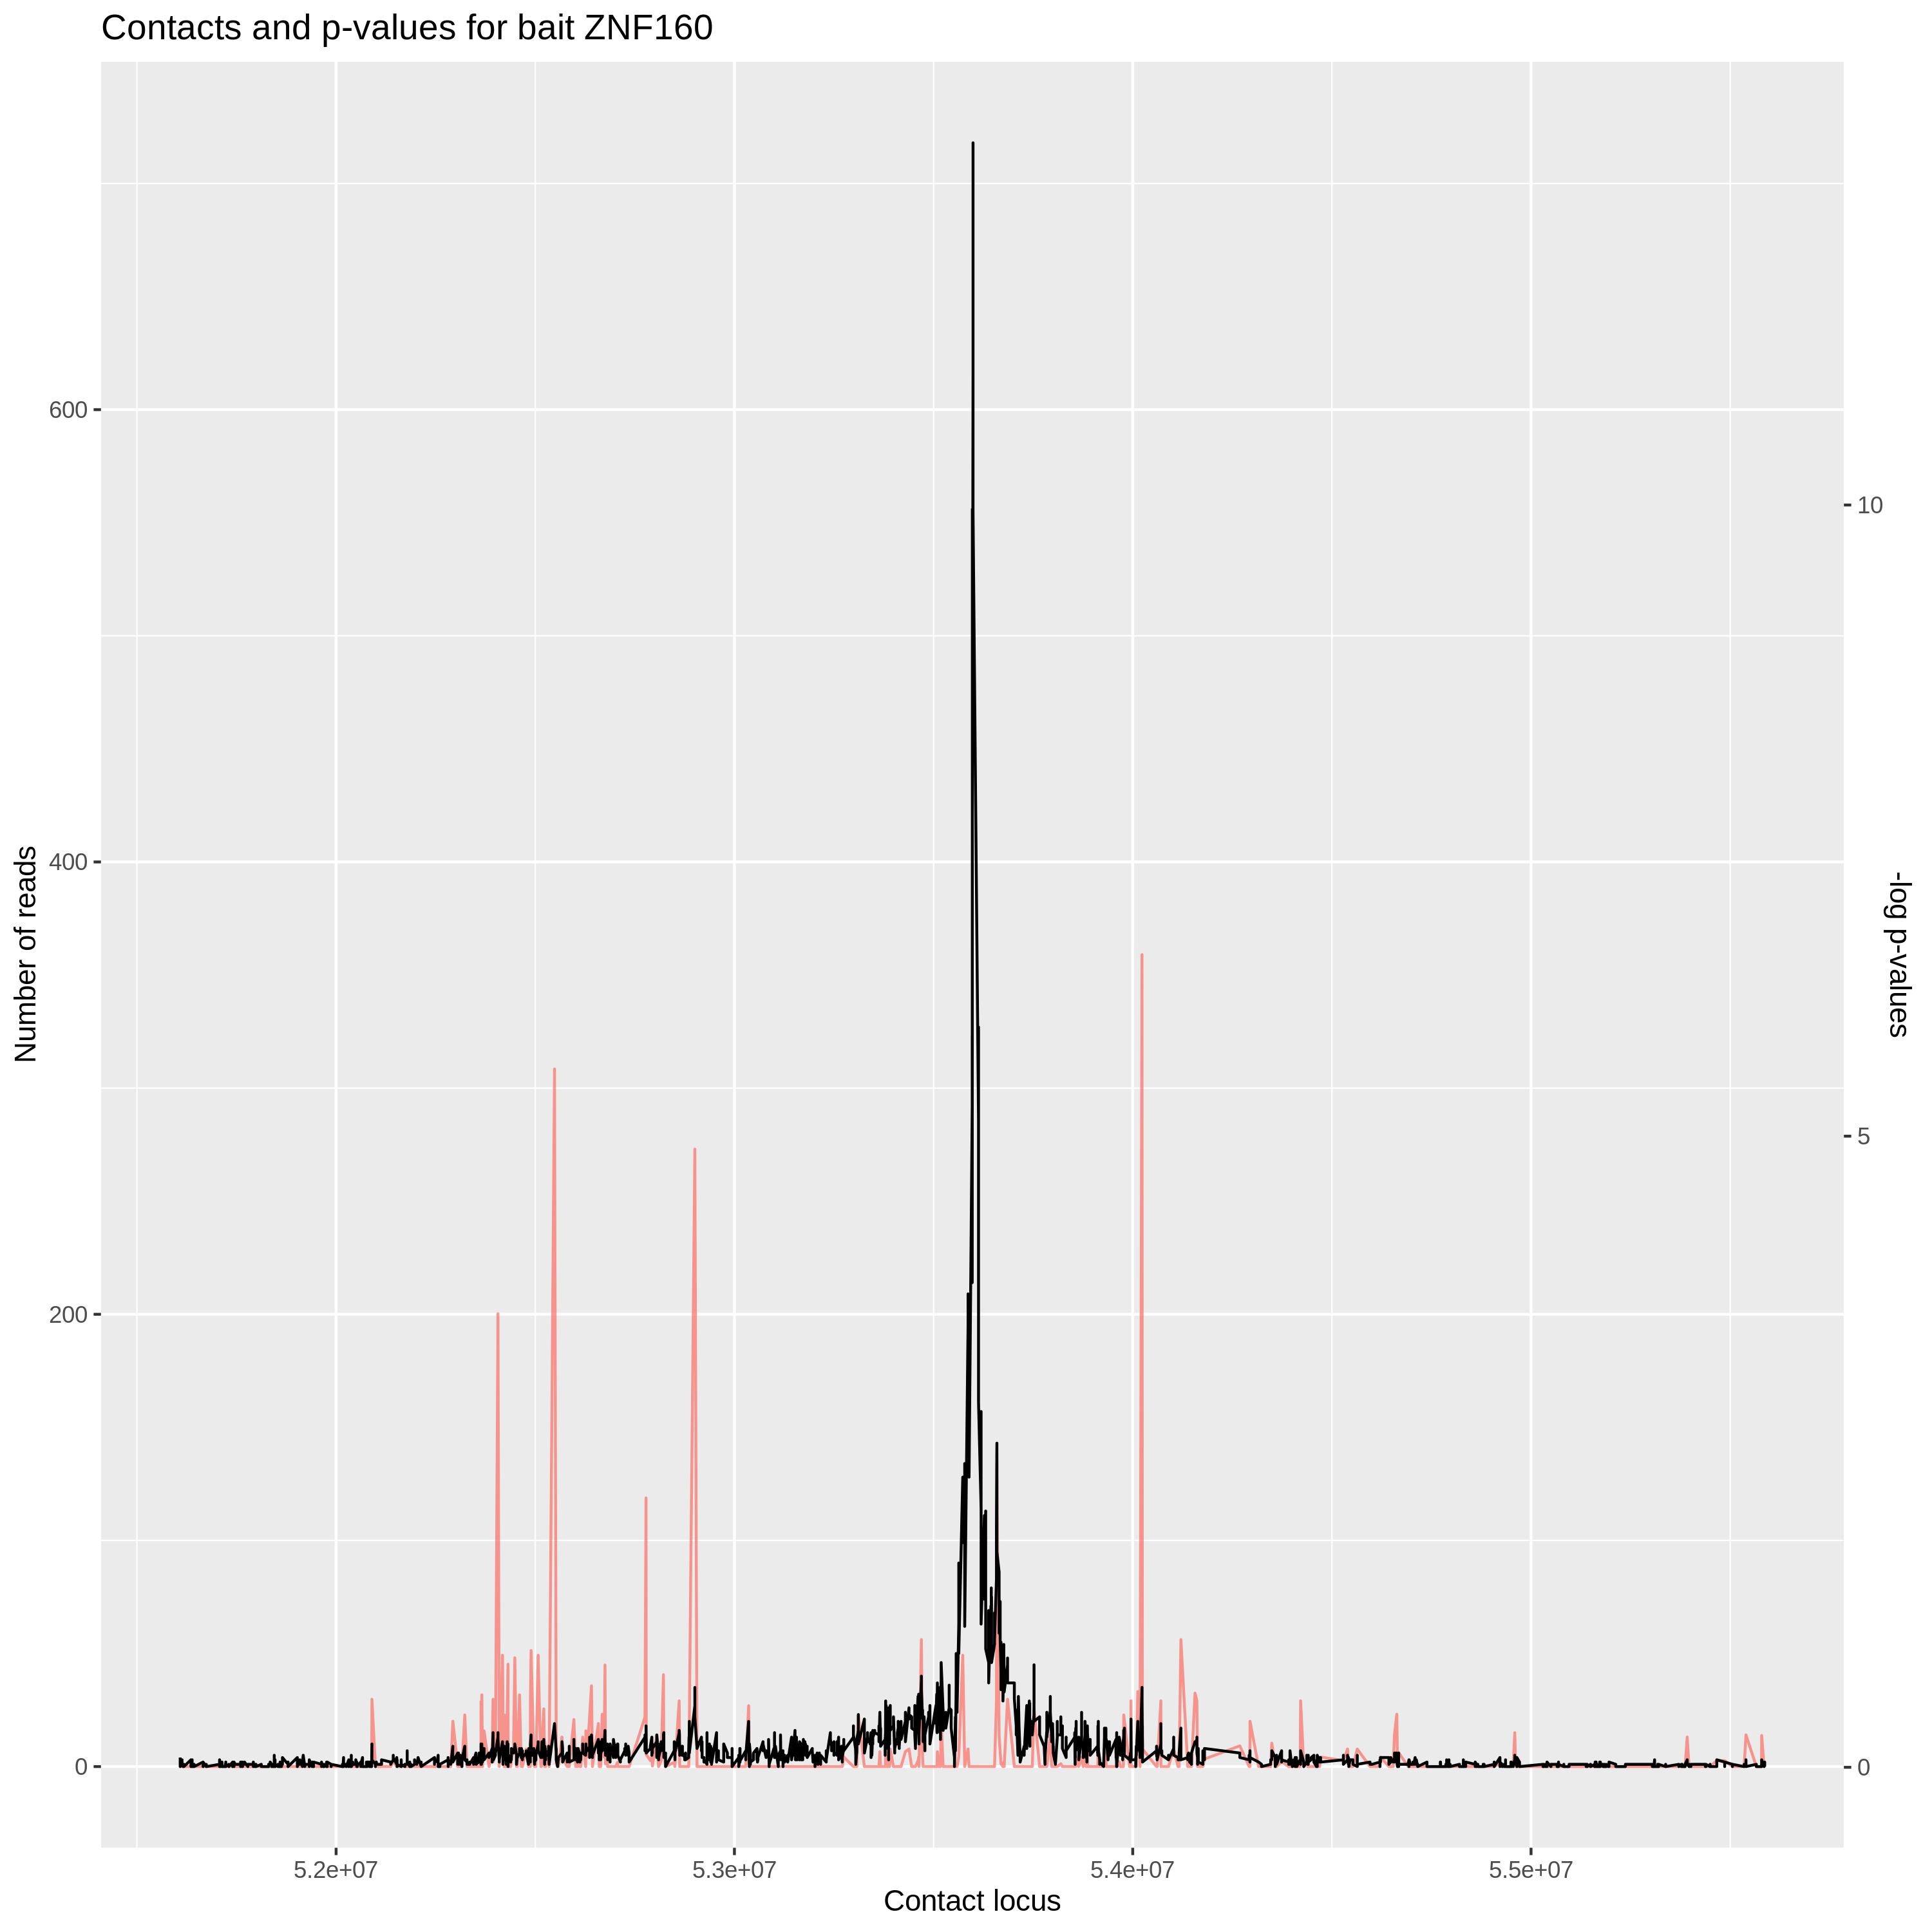 Contacts and p-values for bait ZNF160
Number of reads
600
400
200
0
10
5
0
-log p-values
5.2e+07
5.3e+07
5.4e+07
5.5e+07
Contact locus